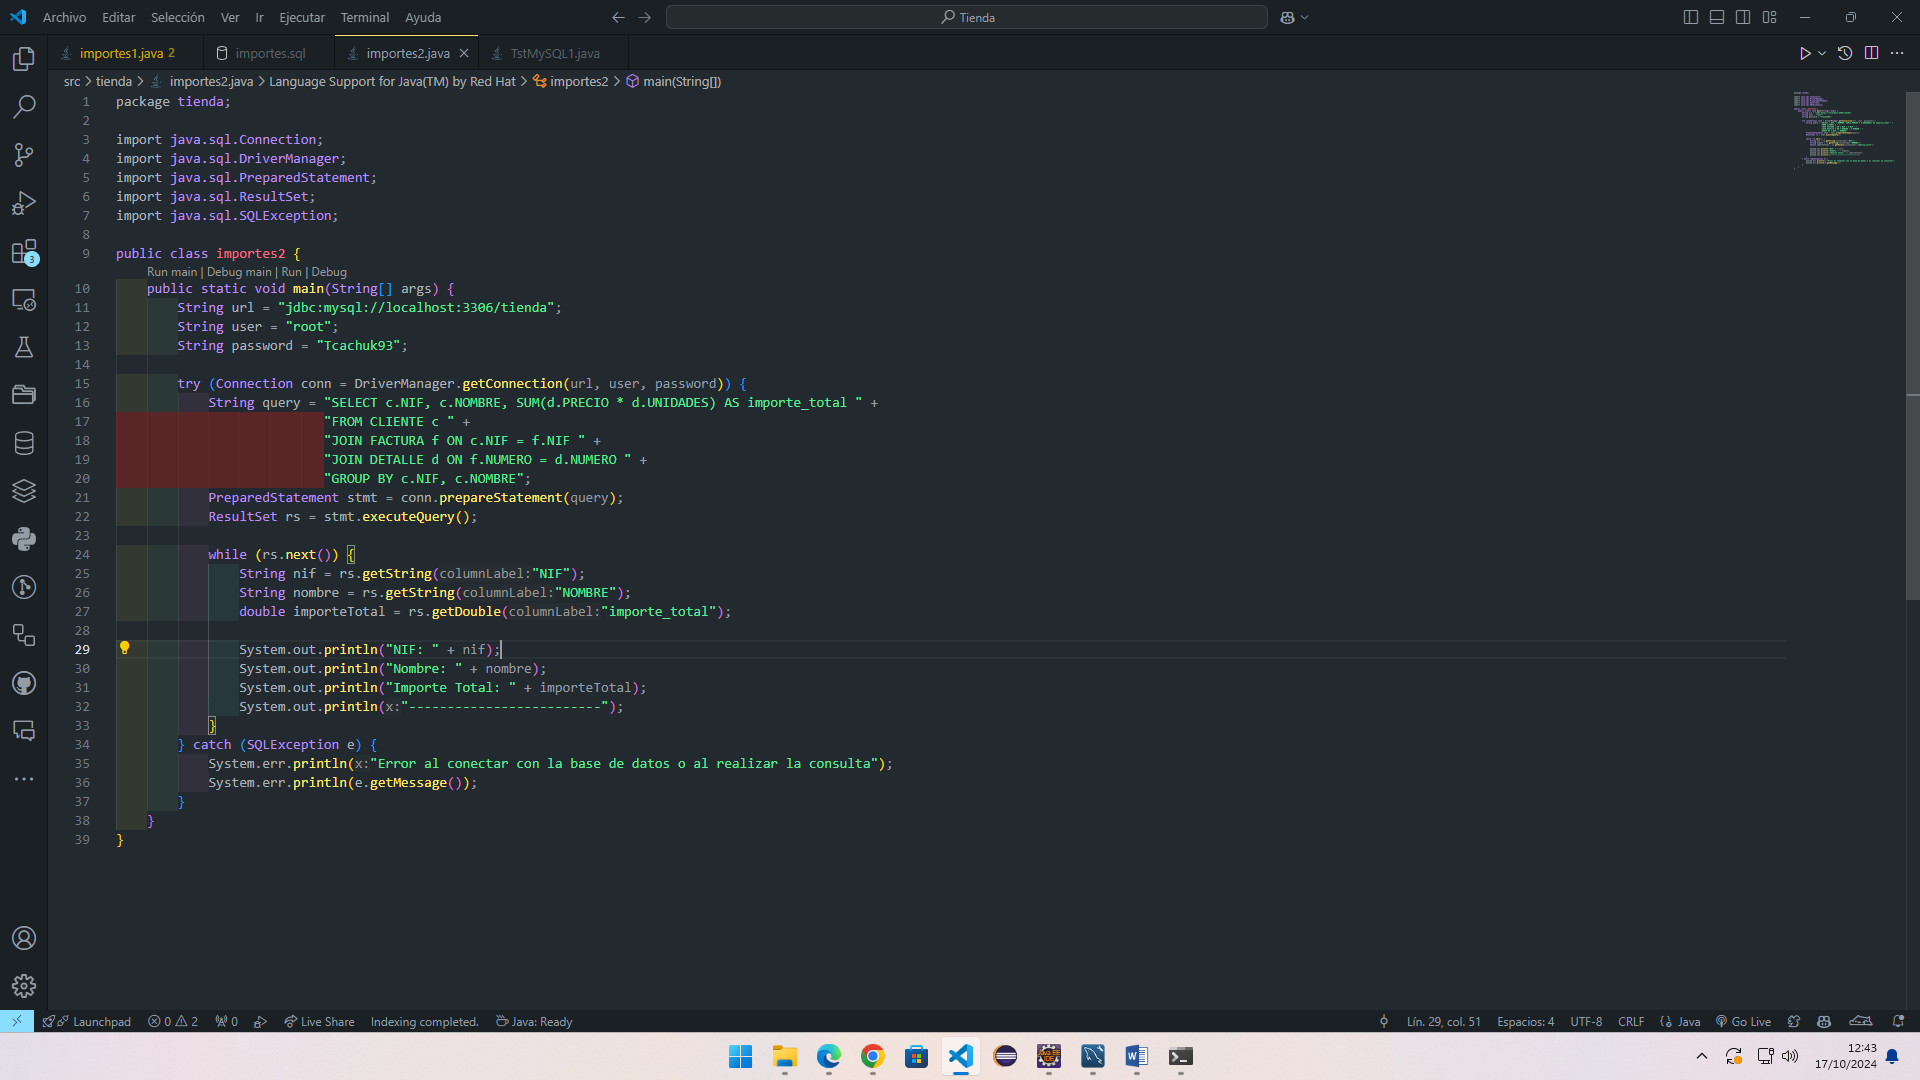 Archivo Editar Selección Ver Ir Ejecutar Terminal Ayuda Tienda
importes1.java 2 importes.sql importes2.java TstMySQL1.java
src > tienda > importes2.java > Language Support for Java(TM) by Red Hat > importes2 > main(String[])
1 package tienda;
2
3 import java.sql.Connection;
4 import java.sql.DriverManager;
5 import java.sql.PreparedStatement;
6 import java.sql.ResultSet;
7 import java.sql.SQLException;
8
9 public class importes2 {
Run main | Debug main | Run | Debug
10 public static void main(String[] args) {
11 String url = "jdbc:mysql://localhost:3306/tienda";
12 String user = "root";
13 String password = "Tcachuk93";
14
15 try (Connection conn = DriverManager.getConnection(url, user, password)) {
16 String query = "SELECT c.NIF, c.NOMBRE, SUM(d.PRECIO * d.UNIDADES) AS importe_total " +
17 "FROM CLIENTE c " +
18 "JOIN FACTURA f ON c.NIF = f.NIF " +
19 "JOIN DETALLE d ON f.NUMERO = d.NUMERO " +
20 "GROUP BY c.NIF, c.NOMBRE";
21 PreparedStatement stmt = conn.prepareStatement(query);
22 ResultSet rs = stmt.executeQuery();
23
24 while (rs.next()) {
25 String nif = rs.getString(columnLabel:"NIF");
26 String nombre = rs.getString(columnLabel:"NOMBRE");
27 double importeTotal = rs.getDouble(columnLabel:"importe_total");
28
29 System.out.println("NIF: " + nif);
30 System.out.println("Nombre: " + nombre);
31 System.out.println("Importe Total: " + importeTotal);
32 System.out.println(x:"-------------------------");
33 }
34 } catch (SQLException e) {
35 System.err.println(x:"Error al conectar con la base de datos o al realizar la consulta");
36 System.err.println(e.getMessage());
37 }
38 }
39 }
3
Launchpad 0 2 0 Live Share Indexing completed. Java: Ready Lín. 29, col. 51 Espacios: 4 UTF-8 CRLF {} Java Go Live
12:43
17/10/2024